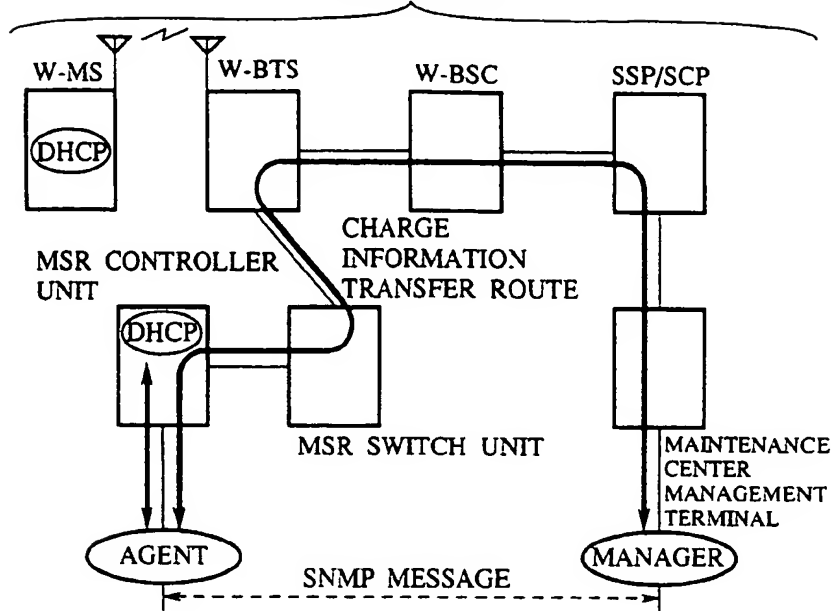 W-MS
W-BTS
W-BSC
SSP/SCP
DHCP
CHARGE
INFORMATION
TRANSFER ROUTE
MSR CONTROLLER
UNIT
DHCP
MSR SWITCH UNIT
MAINTENANCE
CENTER
MANAGEMENT
TERMINAL
AGENT
MANAGER
SNMP MESSAGE